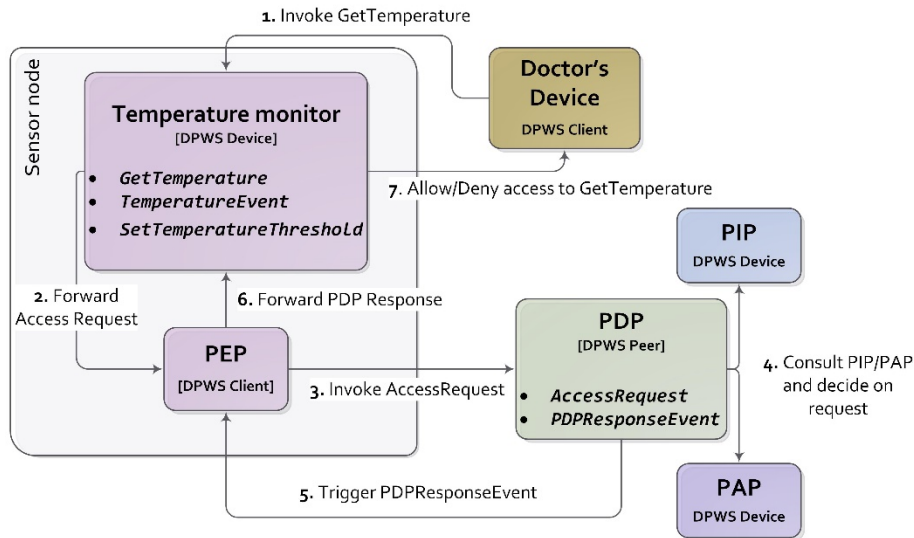 1. Invoke GetTemperature
Sensor node
Temperature monitor
[DPWS Device]
• GetTemperature
• TemperatureEvent
• SetTemperatureThreshold
Doctor's
Device
DPWS Client
7. Allow/Deny access to GetTemperature
2. Forward
Access Request
6. Forward PDP Response
PEP
[DPWS Client]
3. Invoke AccessRequest
PDP
[DPWS Peer]
• AccessRequest
• PDPResponseEvent
PIP
DPWS Device
4. Consult PIP/PAP
and decide on
request
5. Trigger PDPResponseEvent
PAP
DPWS Device